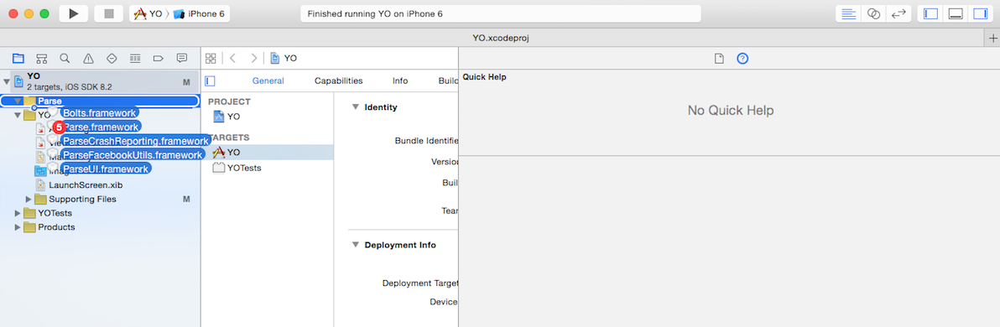 YO
iPhone 6
Finished running YO on iPhone 6
YO.xcodeproj
YO
2 targets, iOS SDK 8.2
M
Parse
YO
Bolts.framework
5
Parse.framework
ParseCrashReporting.framework
ParseFacebookUtils.framework
ParseUI.framework
LaunchScreen.xib
Supporting Files
M
YOTests
Products
YO
General
Capabilities
Info
Build
PROJECT
YO
TARGETS
YO
YOTests
Identity
Bundle Identifie
Version
Buil
Team
Deployment Info
Deployment Target
Device
Quick Help
No Quick Help